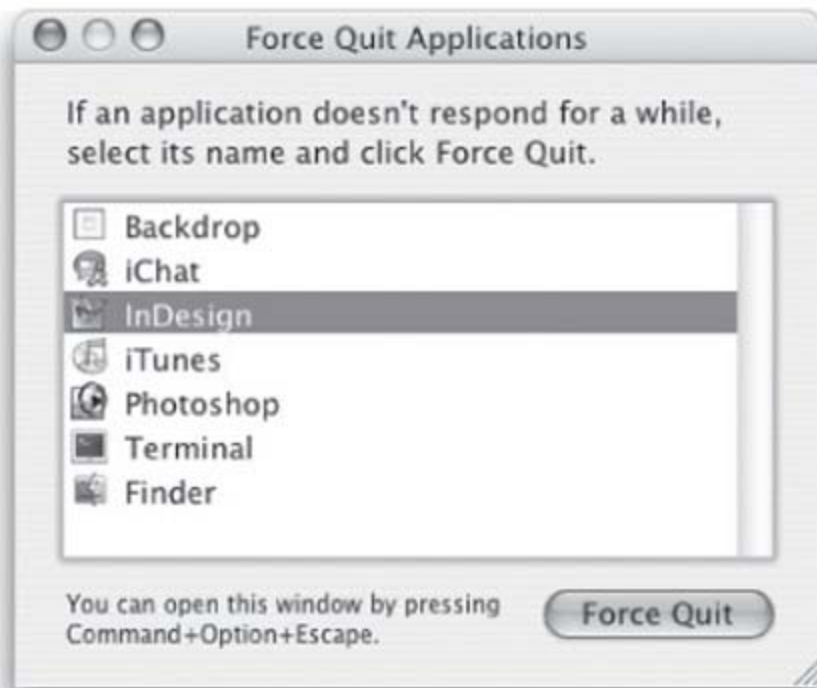 Force Quit Applications
If an application doesn't respond for a while,
select its name and click Force Quit.
Backdrop
iChat
InDesign
iTunes
Photoshop
Terminal
Finder
You can open this window by pressing
Command+Option+Escape.
Force Quit